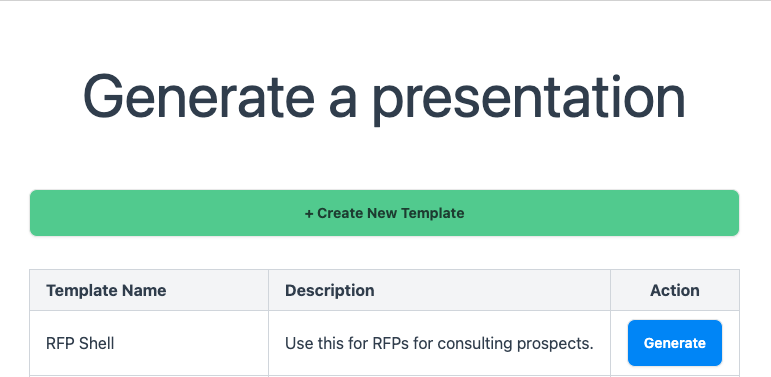 Generate a presentation
+ Create New Template
Template Name Description Action
RFP Shell Use this for RFPs for consulting prospects. Generate